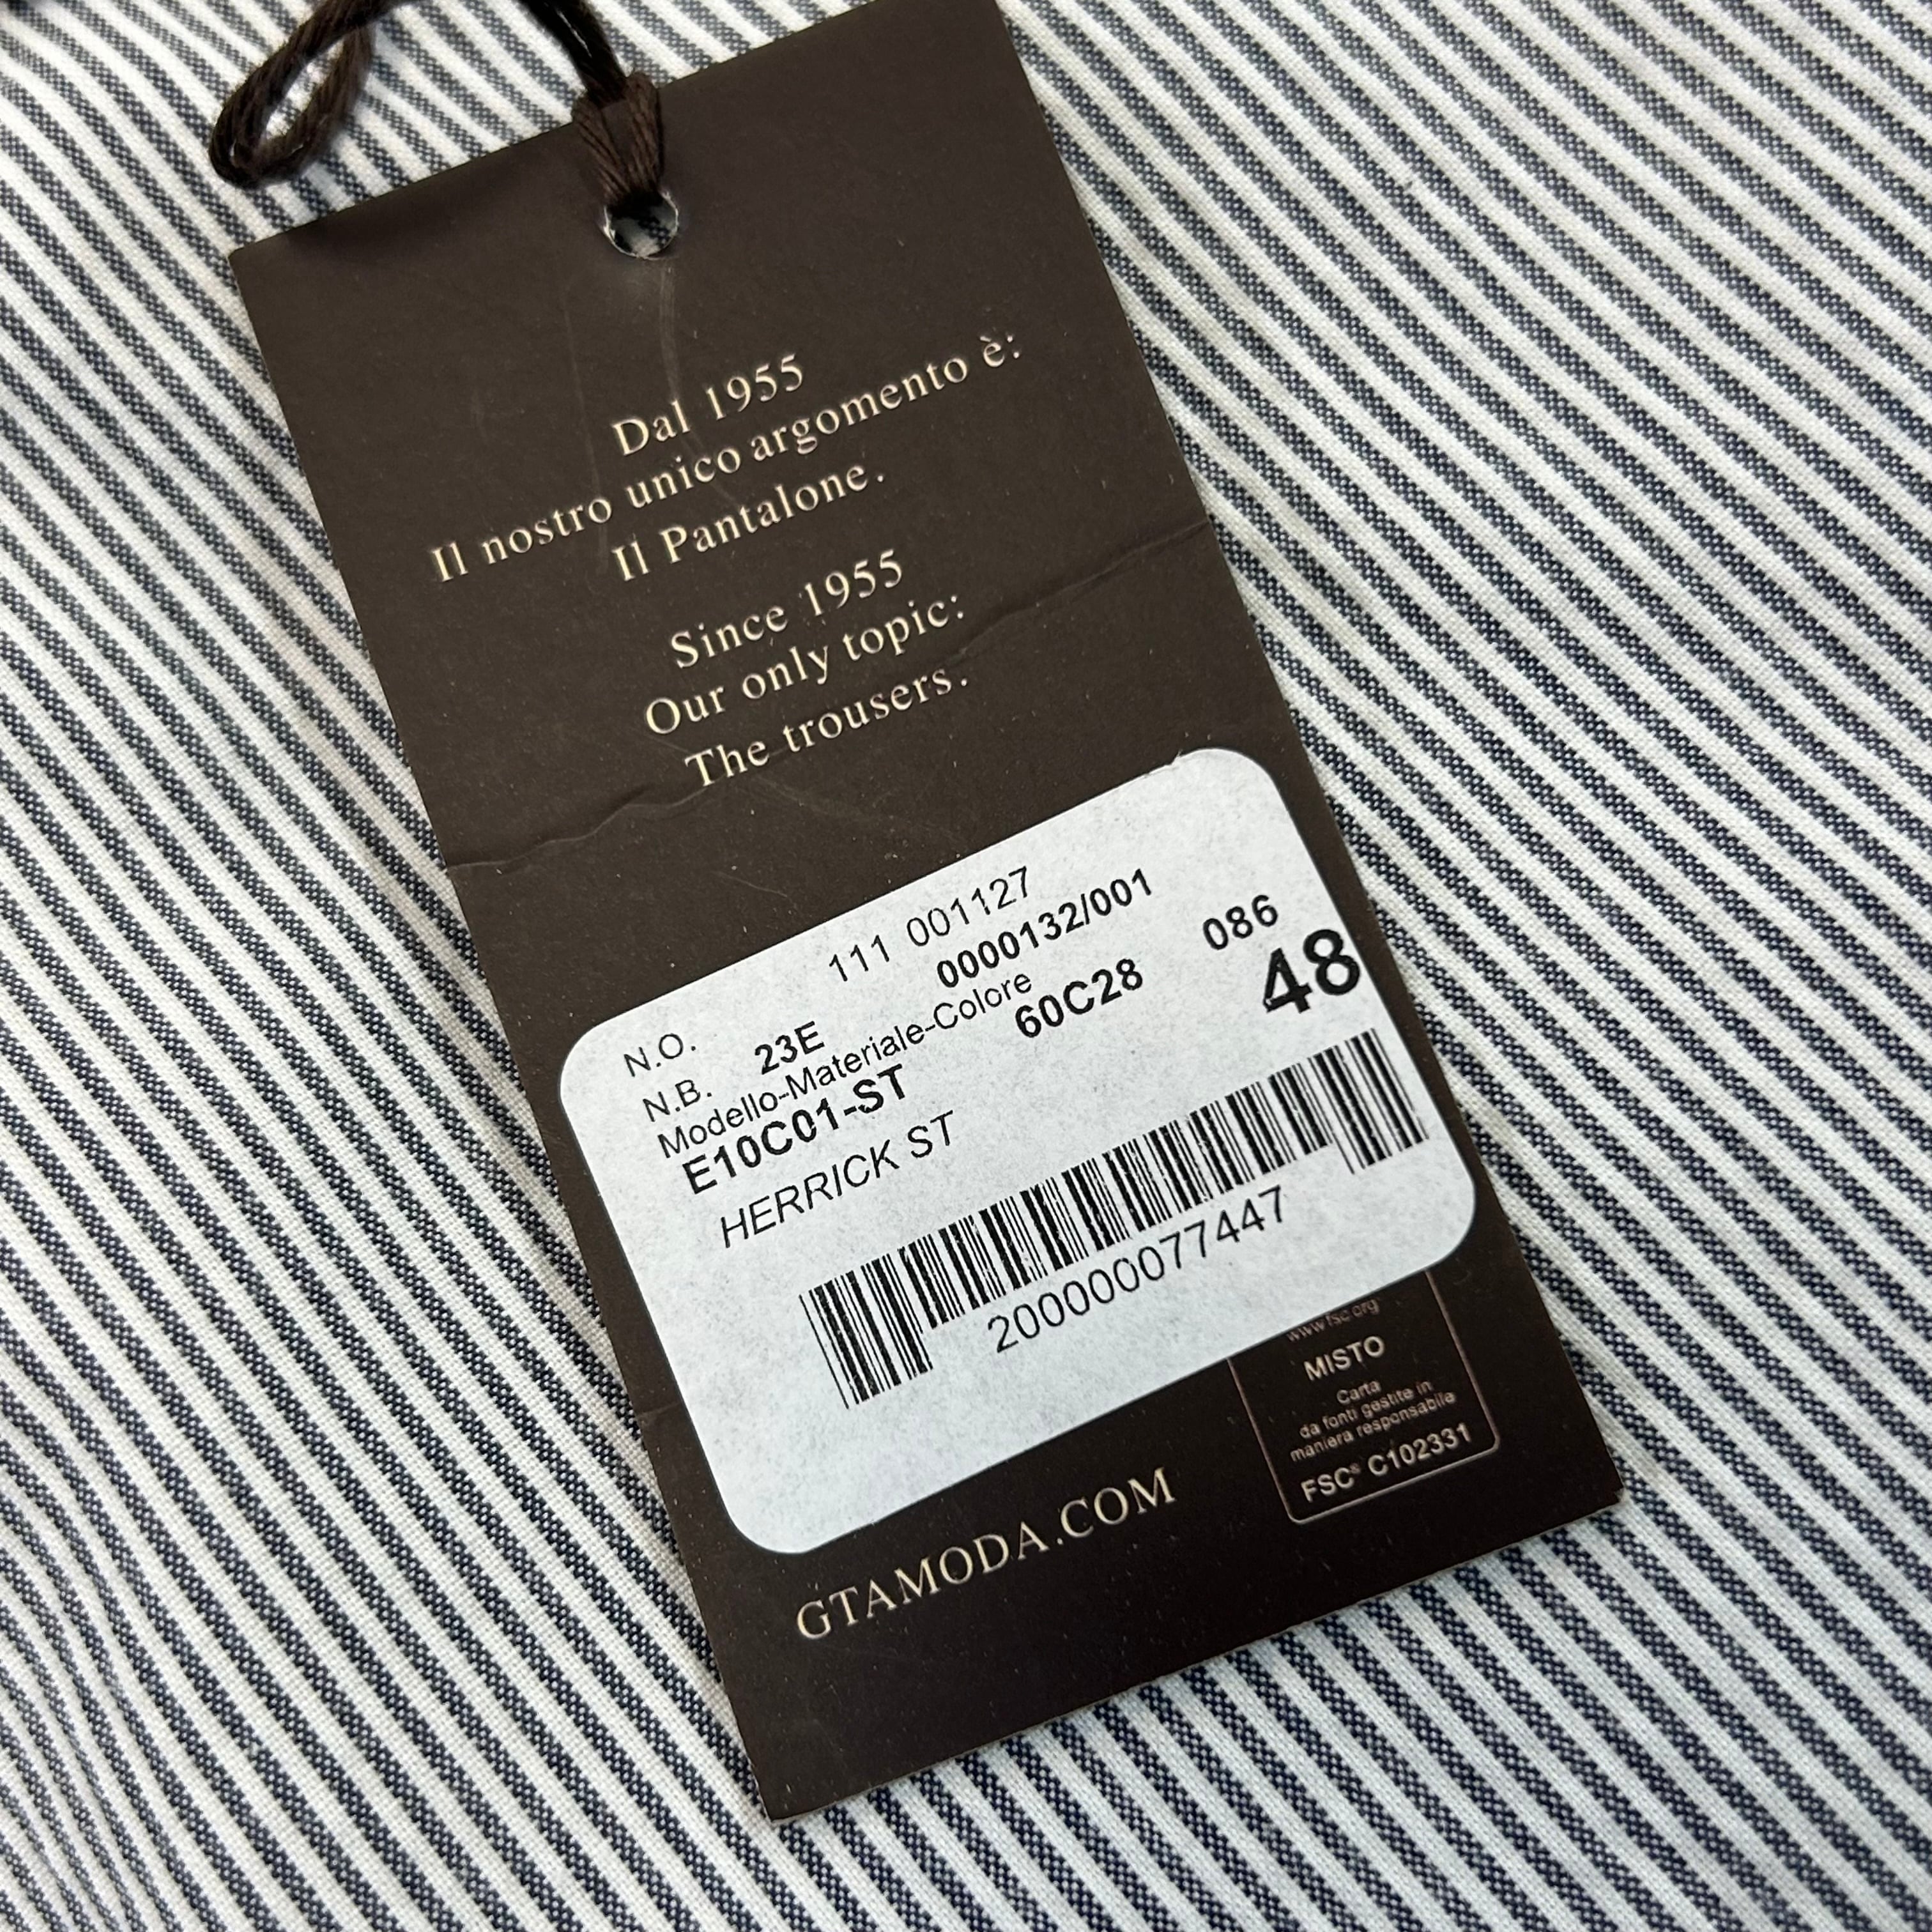 Dal 1955
Il nostro unico argomento è:
Il Pantalone.
Since 1955
Our only topic:
The trousers.
N.O. 111 001127
N.B. 23E 0000132/001
Modello-Materiale-Colore
E10C01-ST 60C28 086
HERRICK ST 48
2000000077447
www.fsc.org
MISTO
Carta
da fonti gestite in
maniera responsabile
FSC® C102331
GTAMODA.COM